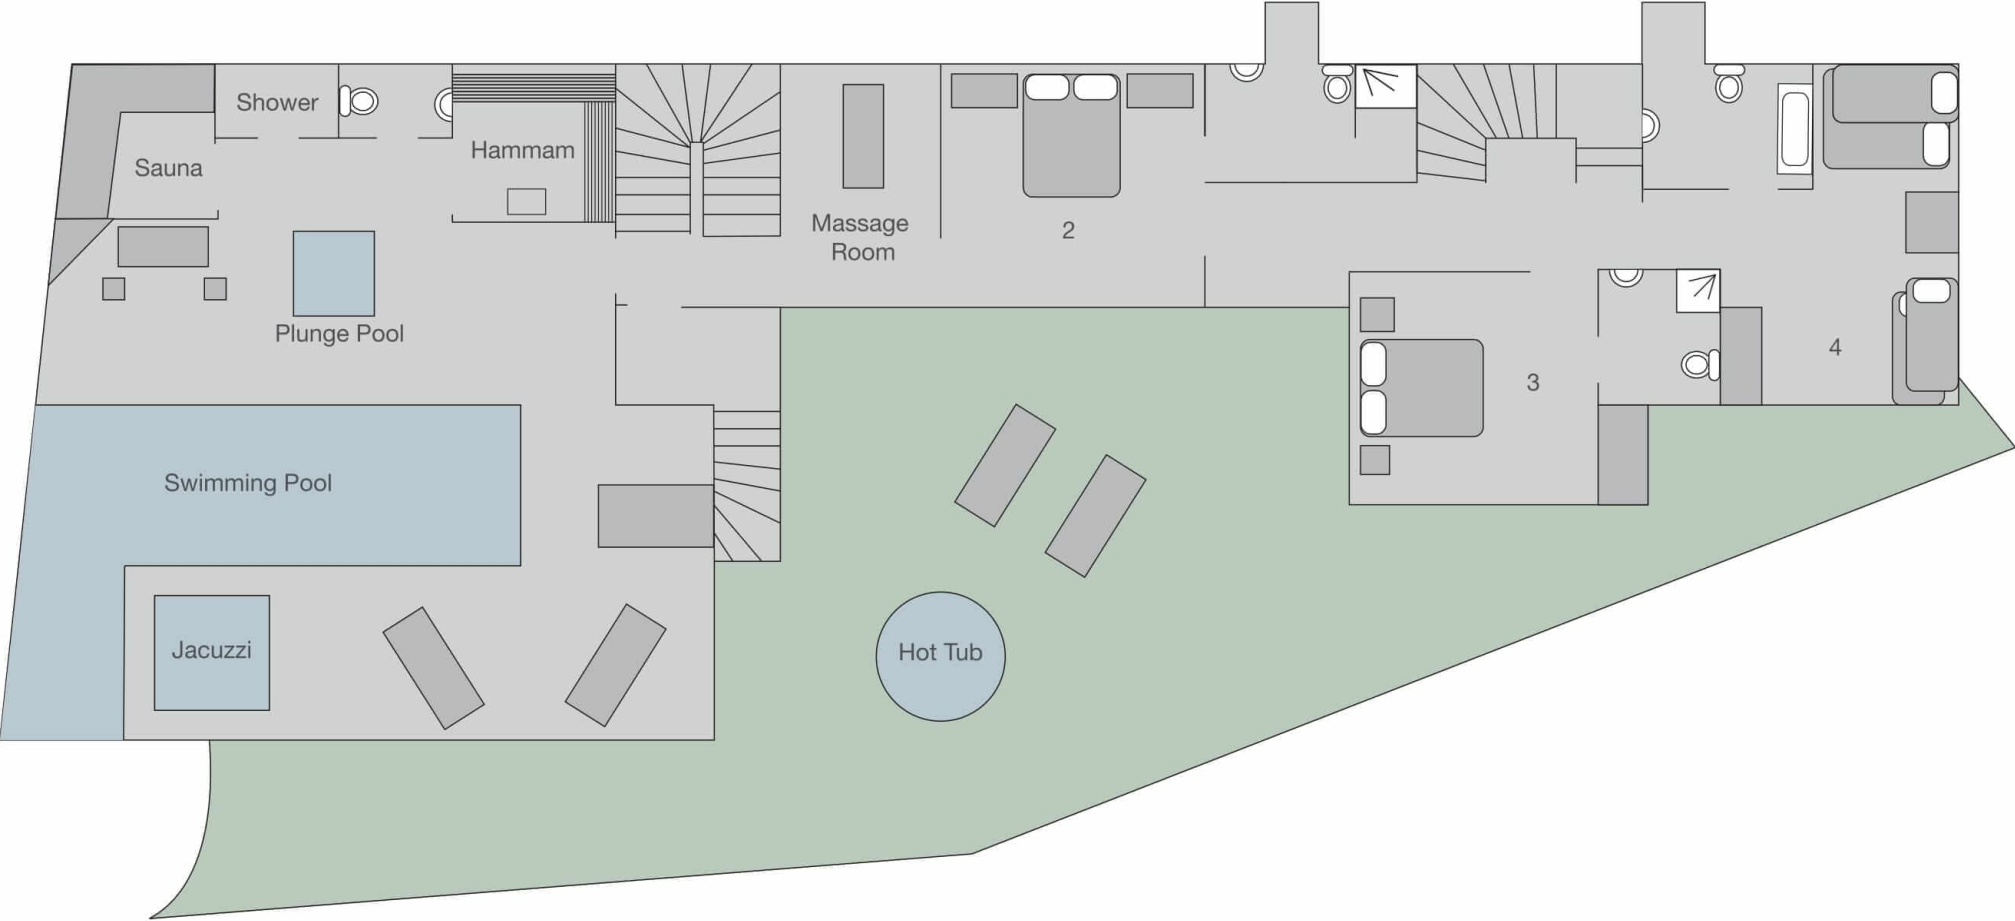 Shower
Sauna
Hammam
Massage
Room
2
Plunge Pool
3
4
Swimming Pool
Jacuzzi
Hot Tub